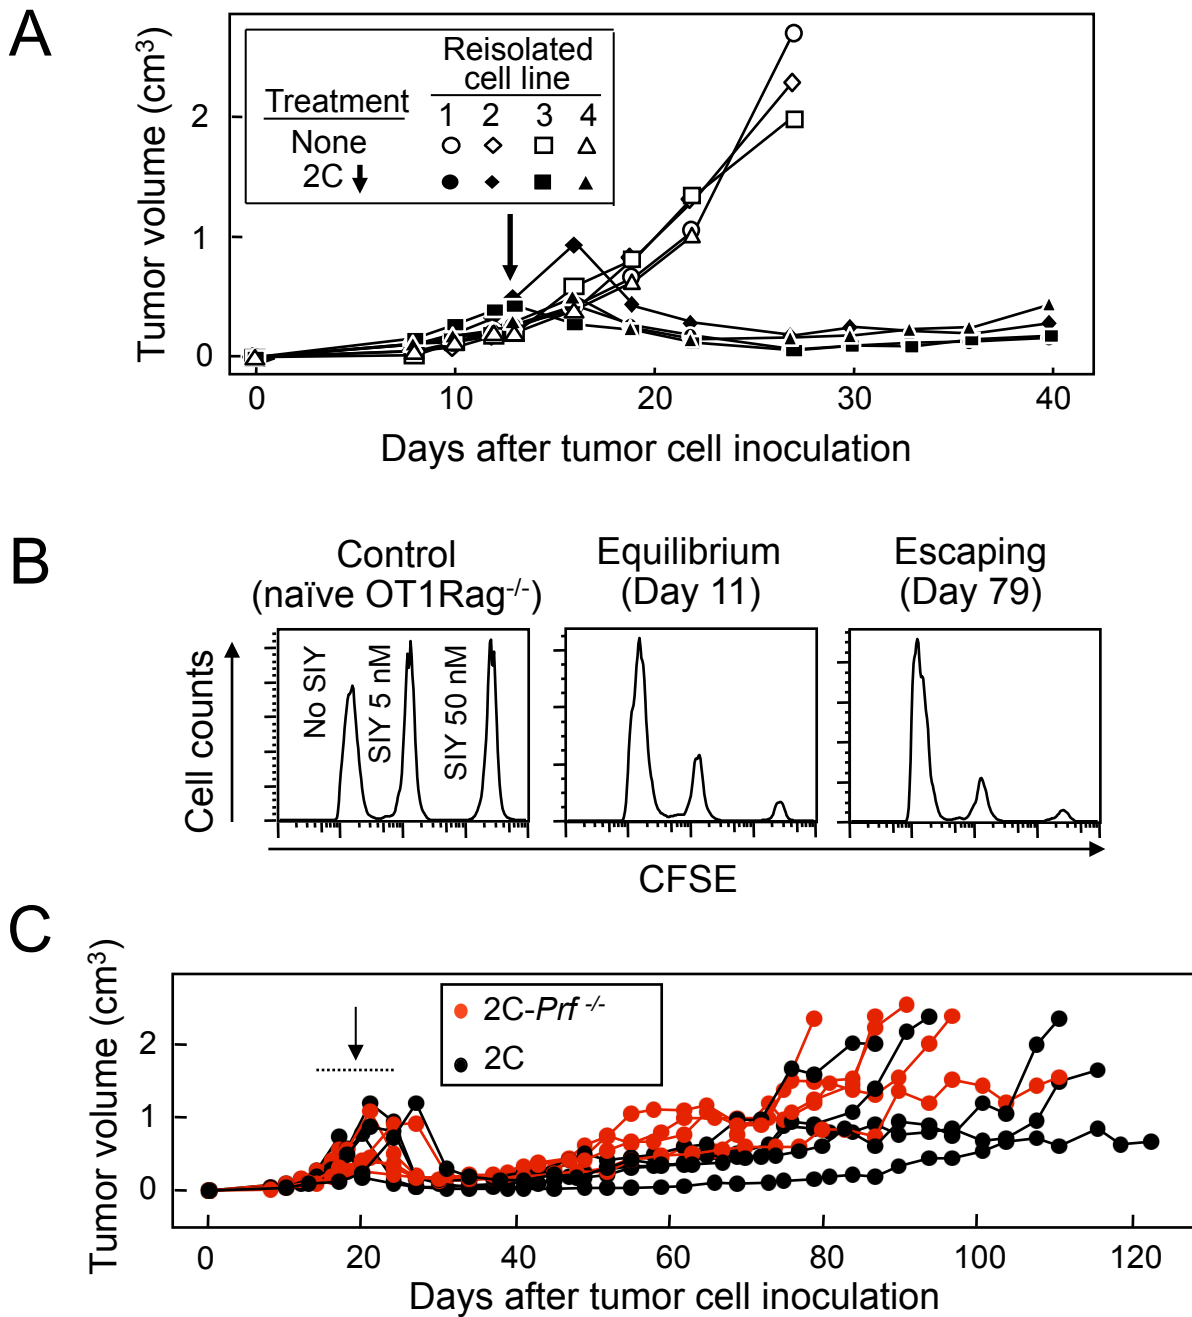 A
Tumor volume (cm³)
2
1
0
Reisolated
cell line
Treatment
1 2 3 4
None
2C
0 10 20 30 40
Days after tumor cell inoculation
B
Control
(naïve OT1Rag-/-)
Equilibrium
(Day 11)
Escaping
(Day 79)
Cell counts
No SIY
SIY 5 nM
SIY 50 nM
CFSE
C
Tumor volume (cm³)
2
1
0
2C-Prf -/-
2C
0 20 40 60 80 100 120
Days after tumor cell inoculation